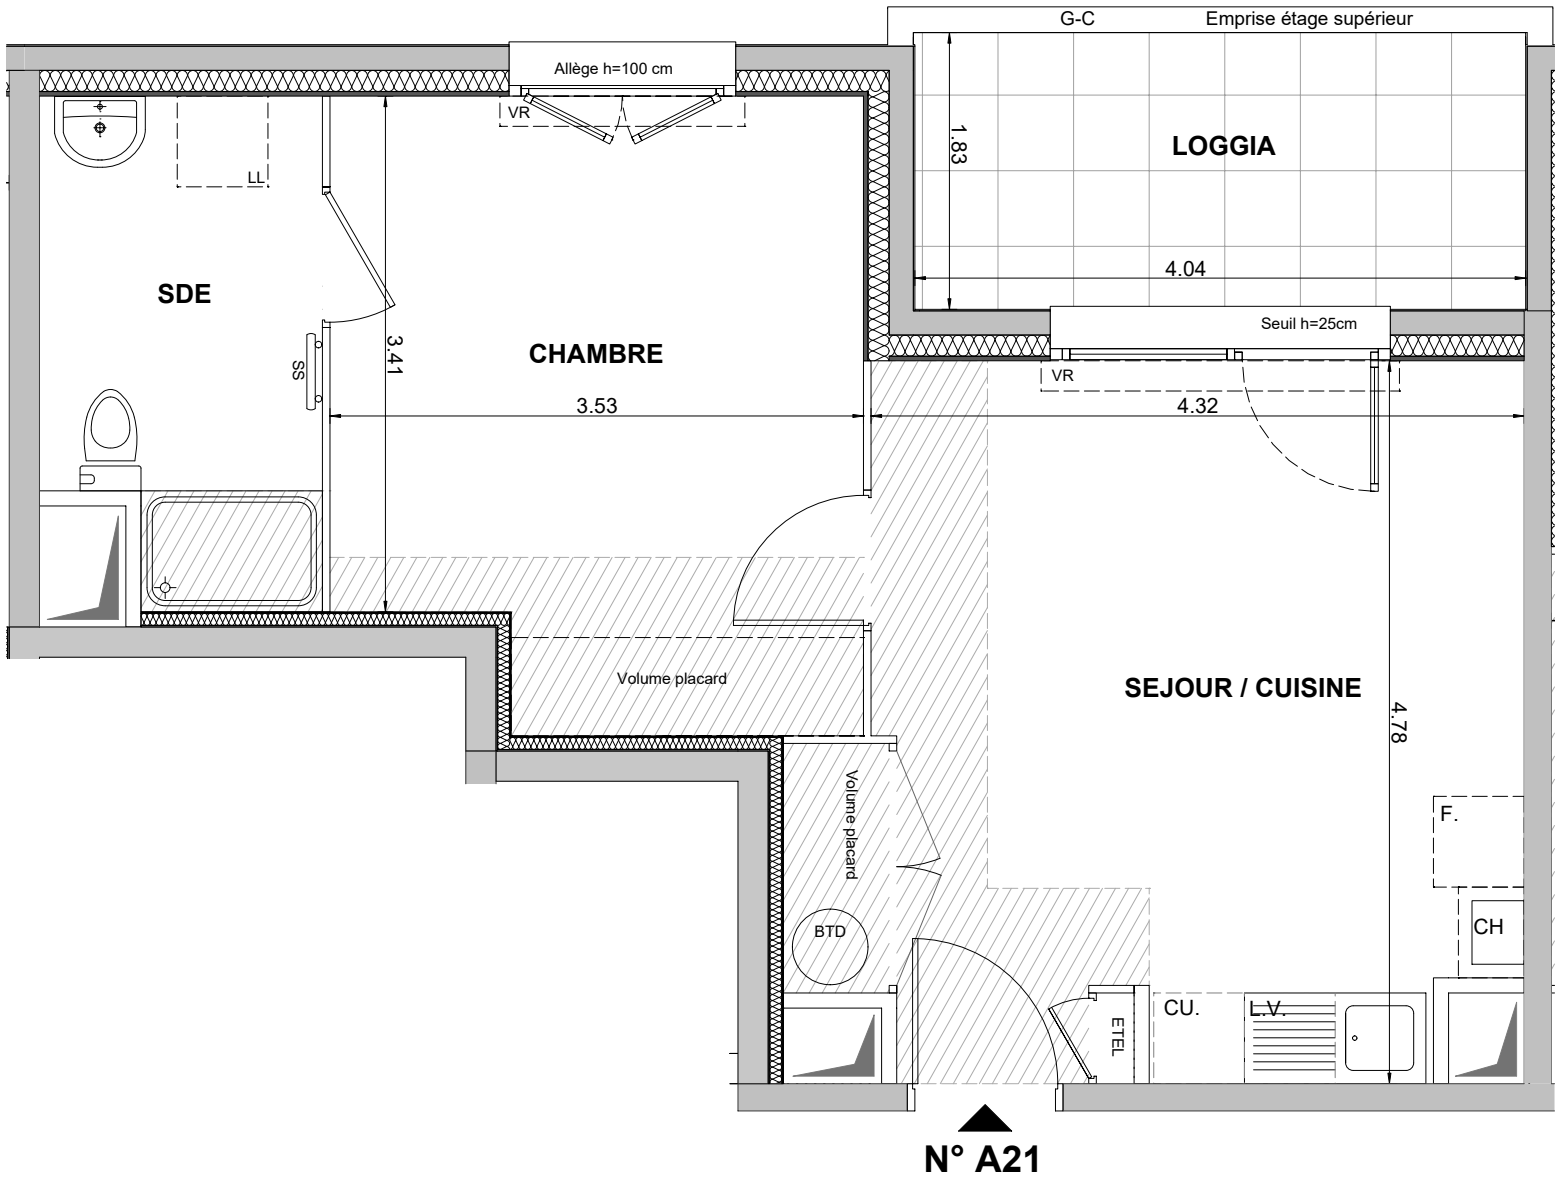 G-C
Emprise étage supérieur
Allège h=100 cm
VR
LL
1.83
LOGGIA
4.04
SDE
Seuil h=25cm
3.41
CHAMBRE
SS
VR
3.53
4.32
Volume placard
SEJOUR / CUISINE
4.78
Volume placard
F.
CH
BTD
CU.
L.V.
ETEL
N° A21